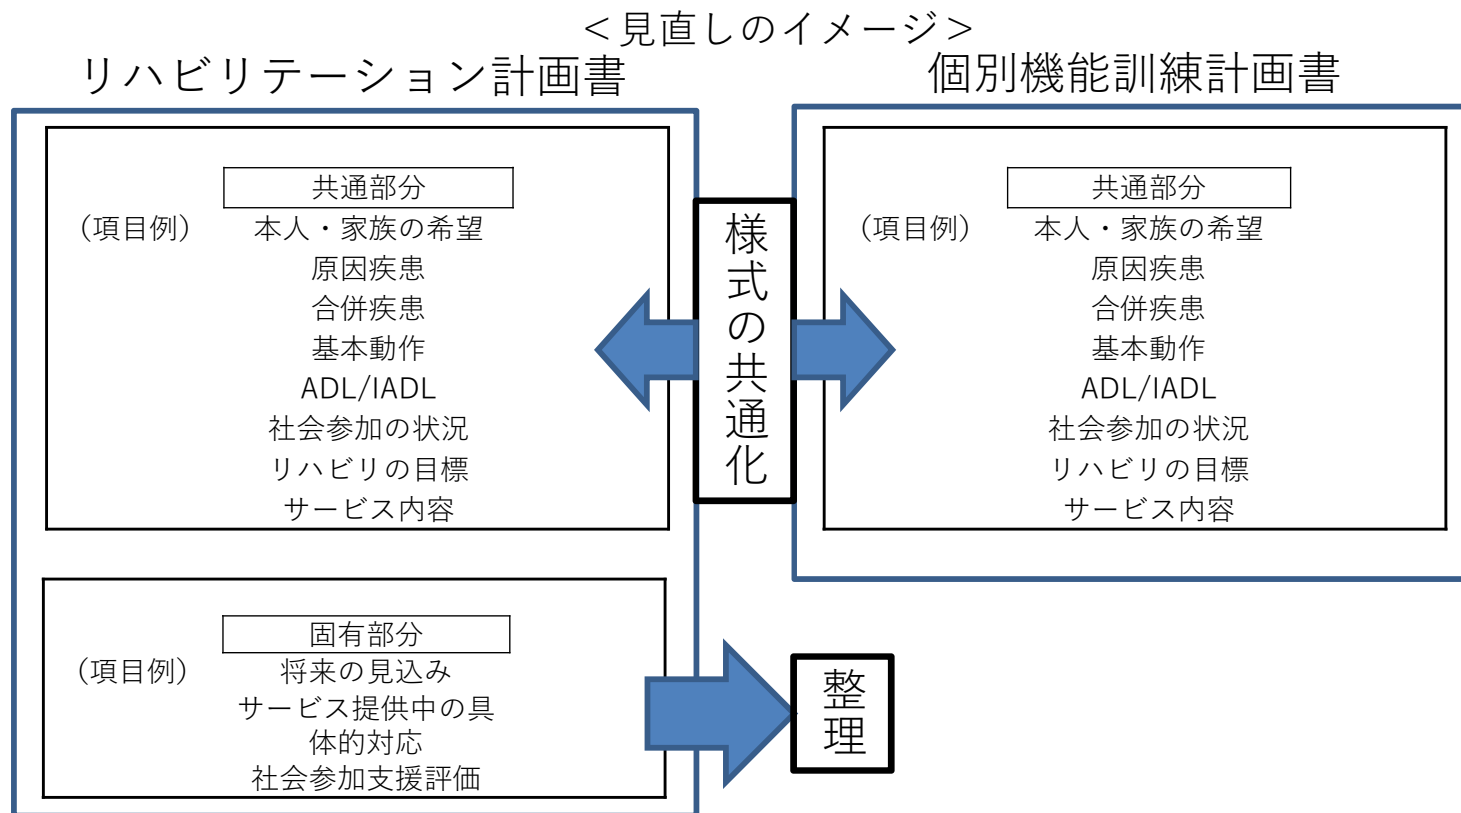 ＜見直しのイメージ＞
リハビリテーション計画書
共通部分
（項目例）
本人・家族の希望
原因疾患
合併疾患
基本動作
ADL/IADL
社会参加の状況
リハビリの目標
サービス内容
固有部分
（項目例）
将来の見込み
サービス提供中の具
体的対応
社会参加支援評価
様式の共通化
整理
個別機能訓練計画書
共通部分
（項目例）
本人・家族の希望
原因疾患
合併疾患
基本動作
ADL/IADL
社会参加の状況
リハビリの目標
サービス内容